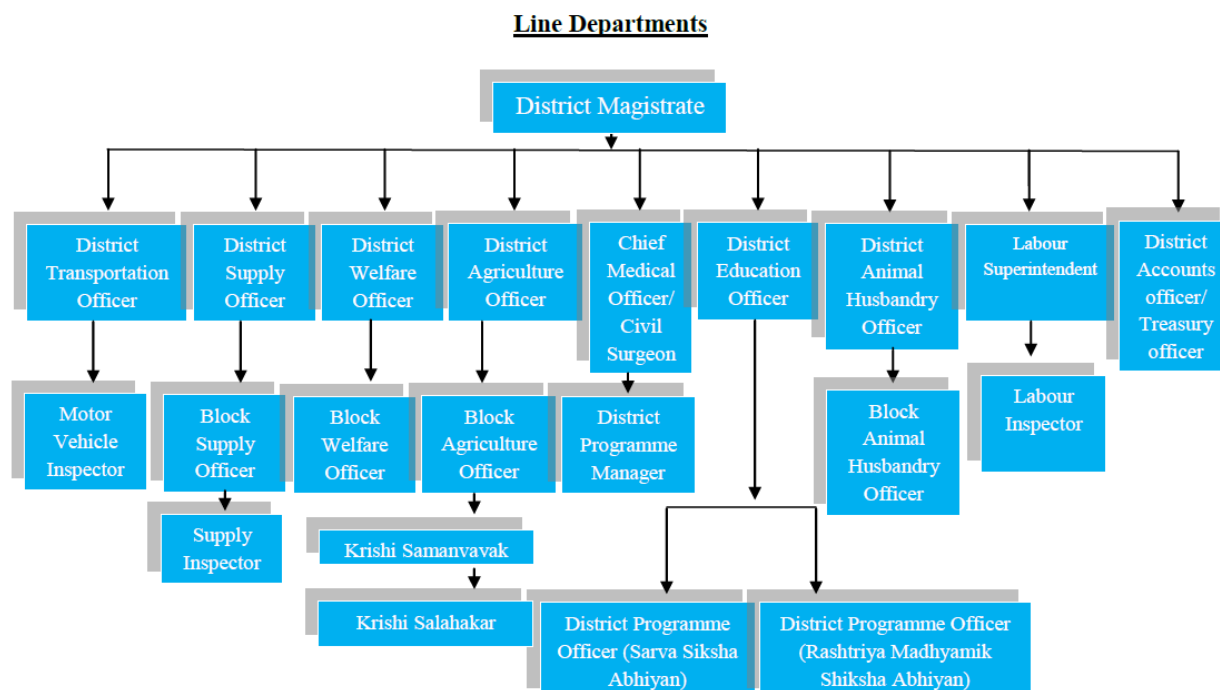 Line Departments
District Magistrate
District
Transportation
Officer
District
Supply
Officer
District
Welfare
Officer
District
Agriculture
Officer
Chief
Medical
Officer/
Civil
Surgeon
District
Education
Officer
District
Animal
Husbandry
Officer
Labour
Superintendent
District
Accounts
officer/
Treasury
officer
Motor
Vehicle
Inspector
Block
Supply
Officer
Block
Welfare
Officer
Block
Agriculture
Officer
District
Programme
Manager
Block
Animal
Husbandry
Officer
Labour
Inspector
Supply
Inspector
Krishi Samanvavak
Krishi Salahakar
District Programme
Officer (Sarva Siksha
Abhiyan)
District Programme Officer
(Rashtriya Madhyamik
Shiksha Abhiyan)